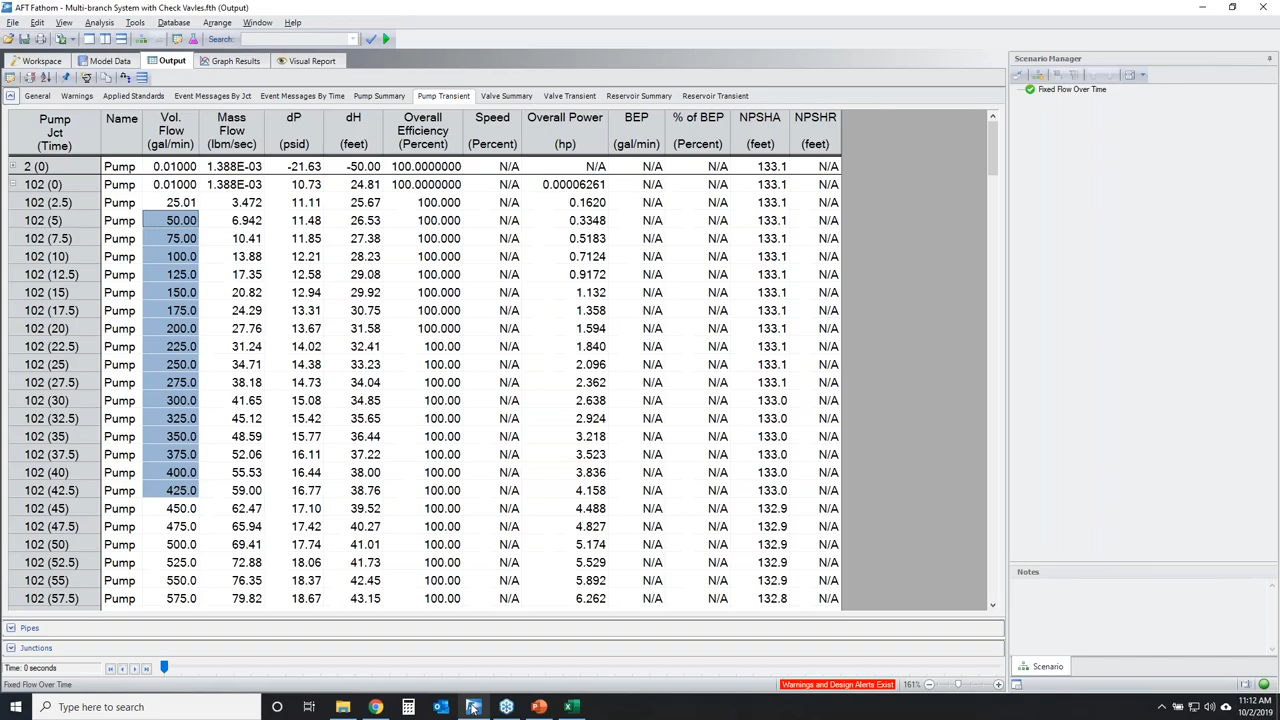 AFT Fathom - Multi-branch System with Check Vavles.fth (Output)
File Edit View Analysis Tools Database Arrange Window Help
Search:
Workspace Model Data Output Graph Results Visual Report
General Warnings Applied Standards Event Messages By Jct Event Messages By Time Pump Summary Pump Transient Valve Summary Valve Transient Reservoir Summary Reservoir Transient
Pump Jct (Time) Name Vol. Flow (gal/min) Mass Flow (lbm/sec) dP (psid) dH (feet) Overall Efficiency (Percent) Speed (Percent) Overall Power (hp) BEP (gal/min) % of BEP (Percent) NPSHA (feet) NPSHR (feet)
2 (0) Pump 0.01000 1.388E-03 -21.63 -50.00 100.0000000 N/A N/A N/A N/A 133.1 N/A
102 (0) Pump 0.01000 1.388E-03 10.73 24.81 100.0000000 N/A 0.00006261 N/A N/A 133.1 N/A
102 (2.5) Pump 25.01 3.472 11.11 25.67 100.000 N/A 0.1620 N/A N/A 133.1 N/A
102 (5) Pump 50.00 6.942 11.48 26.53 100.000 N/A 0.3348 N/A N/A 133.1 N/A
102 (7.5) Pump 75.00 10.41 11.85 27.38 100.000 N/A 0.5183 N/A N/A 133.1 N/A
102 (10) Pump 100.0 13.88 12.21 28.23 100.000 N/A 0.7124 N/A N/A 133.1 N/A
102 (12.5) Pump 125.0 17.35 12.58 29.08 100.000 N/A 0.9172 N/A N/A 133.1 N/A
102 (15) Pump 150.0 20.82 12.94 29.92 100.000 N/A 1.132 N/A N/A 133.1 N/A
102 (17.5) Pump 175.0 24.29 13.31 30.75 100.000 N/A 1.358 N/A N/A 133.1 N/A
102 (20) Pump 200.0 27.76 13.67 31.58 100.000 N/A 1.594 N/A N/A 133.1 N/A
102 (22.5) Pump 225.0 31.24 14.02 32.41 100.00 N/A 1.840 N/A N/A 133.1 N/A
102 (25) Pump 250.0 34.71 14.38 33.23 100.00 N/A 2.096 N/A N/A 133.1 N/A
102 (27.5) Pump 275.0 38.18 14.73 34.04 100.00 N/A 2.362 N/A N/A 133.1 N/A
102 (30) Pump 300.0 41.65 15.08 34.85 100.00 N/A 2.638 N/A N/A 133.0 N/A
102 (32.5) Pump 325.0 45.12 15.42 35.65 100.00 N/A 2.924 N/A N/A 133.0 N/A
102 (35) Pump 350.0 48.59 15.77 36.44 100.00 N/A 3.218 N/A N/A 133.0 N/A
102 (37.5) Pump 375.0 52.06 16.11 37.22 100.00 N/A 3.523 N/A N/A 133.0 N/A
102 (40) Pump 400.0 55.53 16.44 38.00 100.00 N/A 3.836 N/A N/A 133.0 N/A
102 (42.5) Pump 425.0 59.00 16.77 38.76 100.00 N/A 4.158 N/A N/A 133.0 N/A
102 (45) Pump 450.0 62.47 17.10 39.52 100.00 N/A 4.488 N/A N/A 132.9 N/A
102 (47.5) Pump 475.0 65.94 17.42 40.27 100.00 N/A 4.827 N/A N/A 132.9 N/A
102 (50) Pump 500.0 69.41 17.74 41.01 100.00 N/A 5.174 N/A N/A 132.9 N/A
102 (52.5) Pump 525.0 72.88 18.06 41.73 100.00 N/A 5.529 N/A N/A 132.9 N/A
102 (55) Pump 550.0 76.35 18.37 42.45 100.00 N/A 5.892 N/A N/A 132.9 N/A
102 (57.5) Pump 575.0 79.82 18.67 43.15 100.00 N/A 6.262 N/A N/A 132.8 N/A
Pipes
Junctions
Time: 0 seconds
Fixed Flow Over Time
Warnings and Design Alerts Exist 161%
Scenario Manager
Fixed Flow Over Time
Notes
Scenario
Type here to search
11:12 AM
10/2/2019